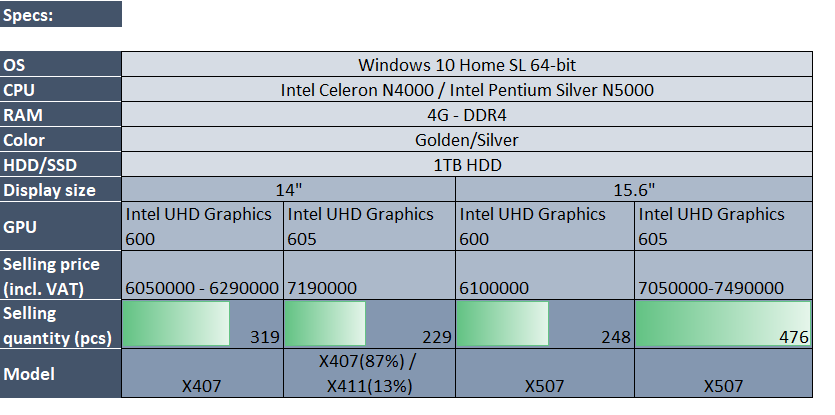 Specs:
OS Windows 10 Home SL 64-bit
CPU Intel Celeron N4000 / Intel Pentium Silver N5000
RAM 4G - DDR4
Color Golden/Silver
HDD/SSD 1TB HDD
Display size 14" 15.6"
GPU
Intel UHD Graphics
600
Intel UHD Graphics
605
Intel UHD Graphics
600
Intel UHD Graphics
605
Selling price
(incl. VAT) 6050000 - 6290000 7190000 6100000 7050000-7490000
Selling
quantity (pcs) 319 229 248 476
Model
X407
X407(87%) /
X411(13%)
X507
X507